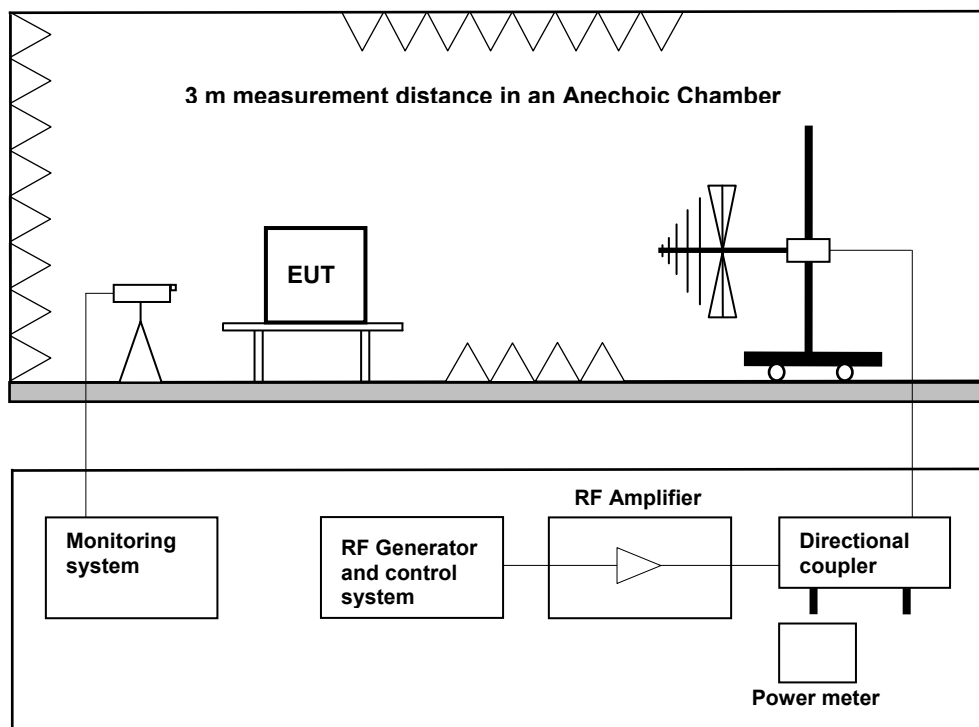 3 m measurement distance in an Anechoic Chamber
EUT
RF Amplifier
Monitoring
system
RF Generator
and control
system
Directional
coupler
Power meter